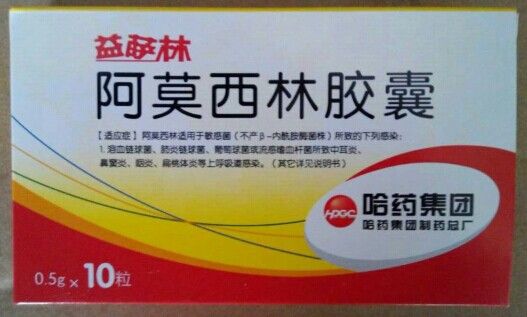 益萨林
阿莫西林胶囊
【适应症】阿莫西林适用于敏感菌(不产β-内酰胺酶菌株)所致的下列感染:
1.溶血链球菌、肺炎链球菌、葡萄球菌或流感嗜血杆菌所致中耳炎、
鼻窦炎、咽炎、扁桃体炎等上呼吸道感染。(其它详见说明书)
HPGC
哈药集团
哈药集团制药总厂
0.5g×10粒